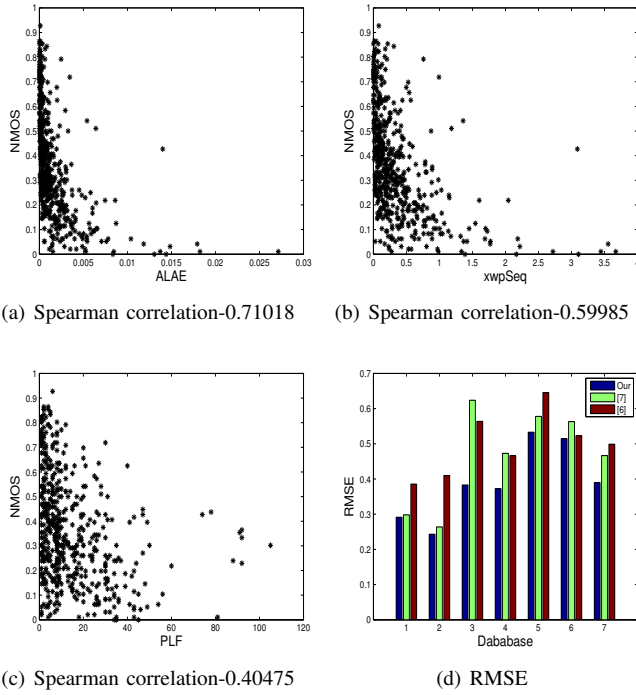 1
0.9
0.8
0.7
0.6
0.5
0.4
0.3
0.2
0.1
0
NMOS
0 0.005 0.01 0.015 0.02 0.025 0.03
ALAE
(a) Spearman correlation-0.71018
1
0.9
0.8
0.7
0.6
0.5
0.4
0.3
0.2
0.1
0
NMOS
0 0.5 1 1.5 2 2.5 3 3.5 4
xwpSeq
(b) Spearman correlation-0.59985
1
0.9
0.8
0.7
0.6
0.5
0.4
0.3
0.2
0.1
0
NMOS
0 20 40 60 80 100 120
PLF
(c) Spearman correlation-0.40475
0.7
0.6
0.5
0.4
0.3
0.2
0.1
0
RMSE
Our
[7]
[6]
1 2 3 4 5 6 7
Dababase
(d) RMSE